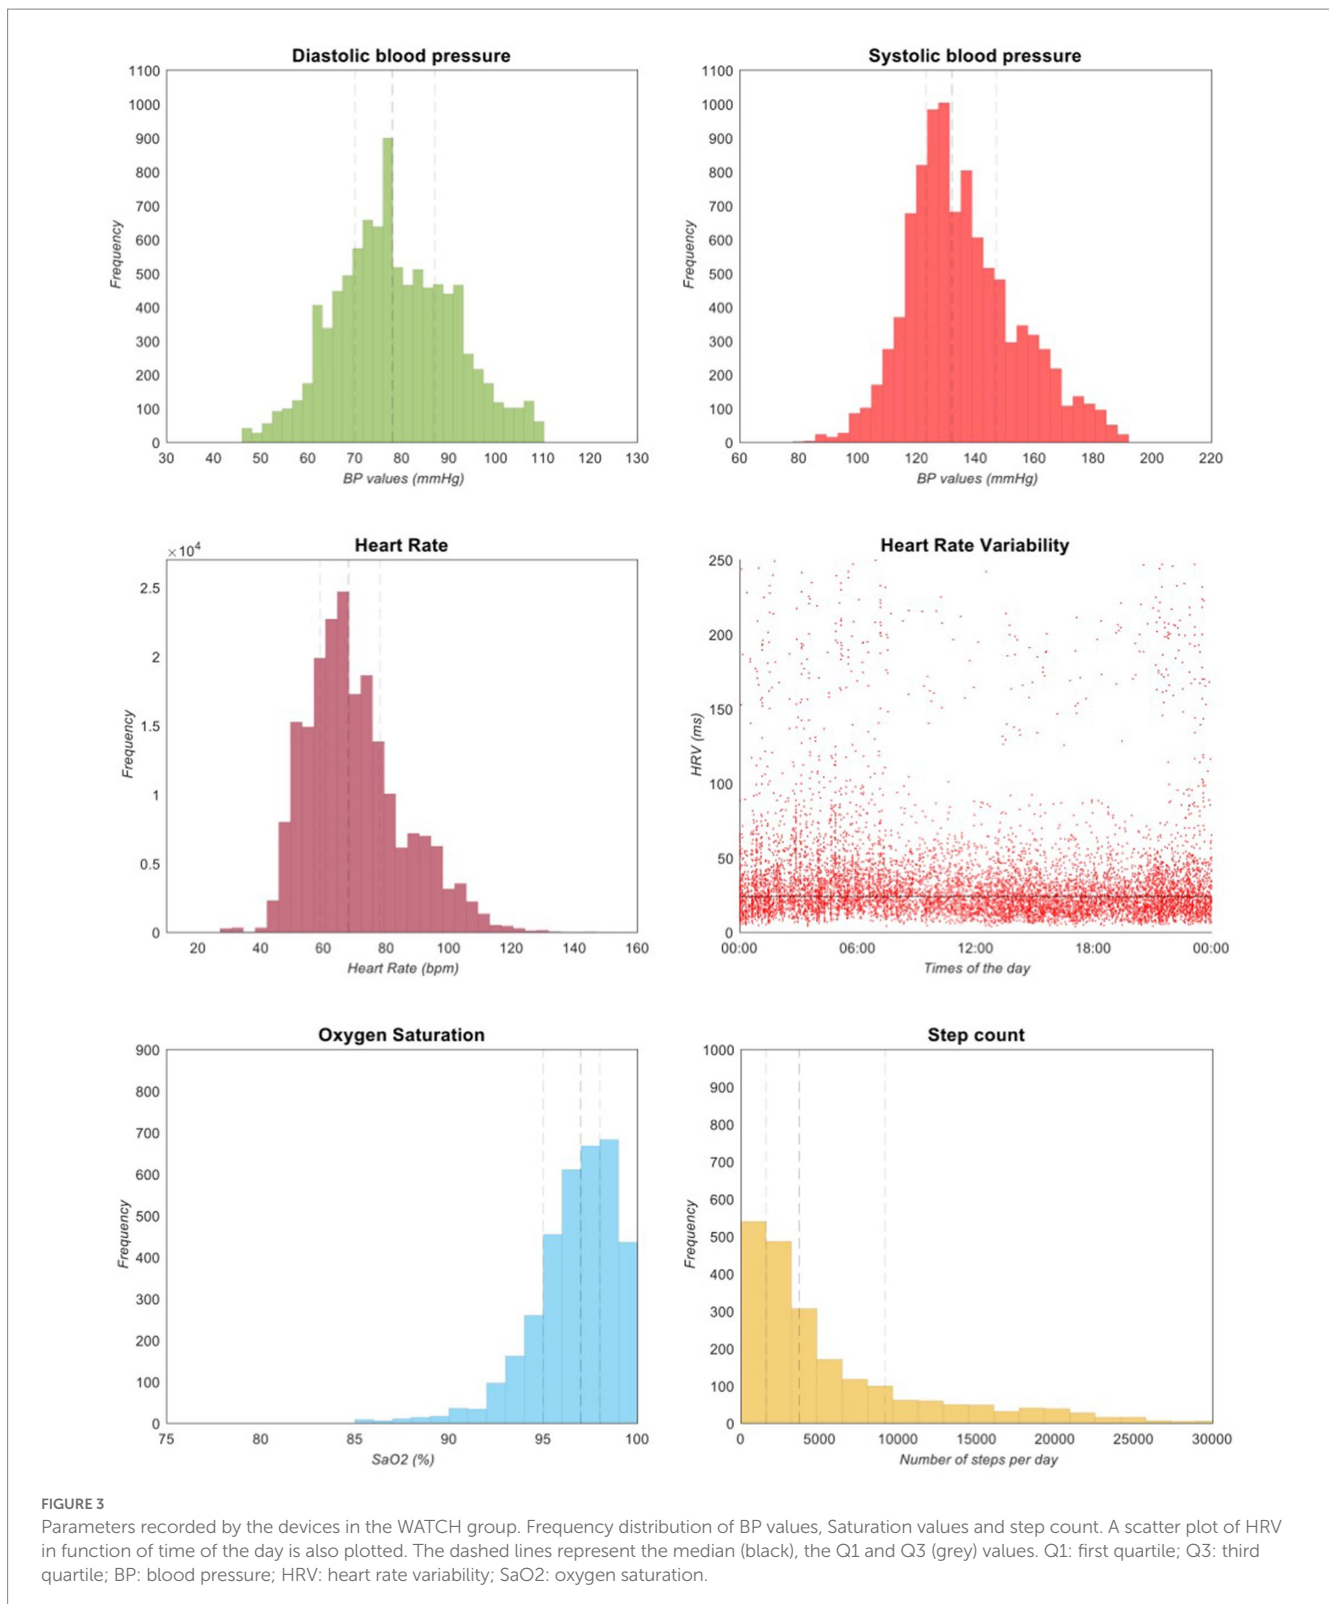 Diastolic blood pressure
1100
1000
900
800
700
600
500
400
300
200
100
0
Frequency
30 40 50 60 70 80 90 100 110 120 130
BP values (mmHg)
Systolic blood pressure
1100
1000
900
800
700
600
500
400
300
200
100
0
Frequency
60 80 100 120 140 160 180 200 220
BP values (mmHg)
Heart Rate
×10⁴
2.5
2
1.5
1
0.5
0
Frequency
20 40 60 80 100 120 140 160
Heart Rate (bpm)
Heart Rate Variability
250
200
150
100
50
0
HRV (ms)
00:00 06:00 12:00 18:00 00:00
Times of the day
Oxygen Saturation
900
800
700
600
500
400
300
200
100
0
Frequency
75 80 85 90 95 100
SaO2 (%)
Step count
1000
900
800
700
600
500
400
300
200
100
0
Frequency
0 5000 10000 15000 20000 25000 30000
Number of steps per day
FIGURE 3
Parameters recorded by the devices in the WATCH group. Frequency distribution of BP values, Saturation values and step count. A scatter plot of HRV
in function of time of the day is also plotted. The dashed lines represent the median (black), the Q1 and Q3 (grey) values. Q1: first quartile; Q3: third
quartile; BP: blood pressure; HRV: heart rate variability; SaO2: oxygen saturation.